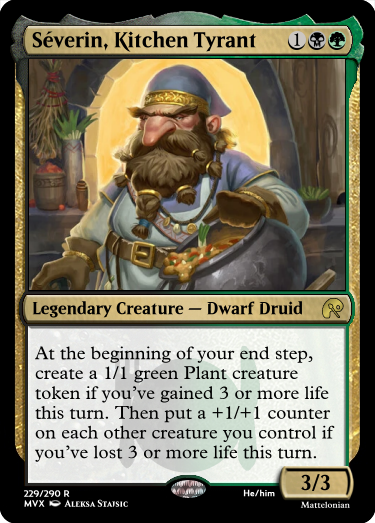 Séverin, Kitchen Tyrant 1
Legendary Creature — Dwarf Druid
At the beginning of your end step,
create a 1/1 green Plant creature
token if you've gained 3 or more life
this turn. Then put a +1/+1 counter
on each other creature you control if
you've lost 3 or more life this turn.
3/3
229/290 R He/him
MVX Aleksa Stajsic Mattelonian